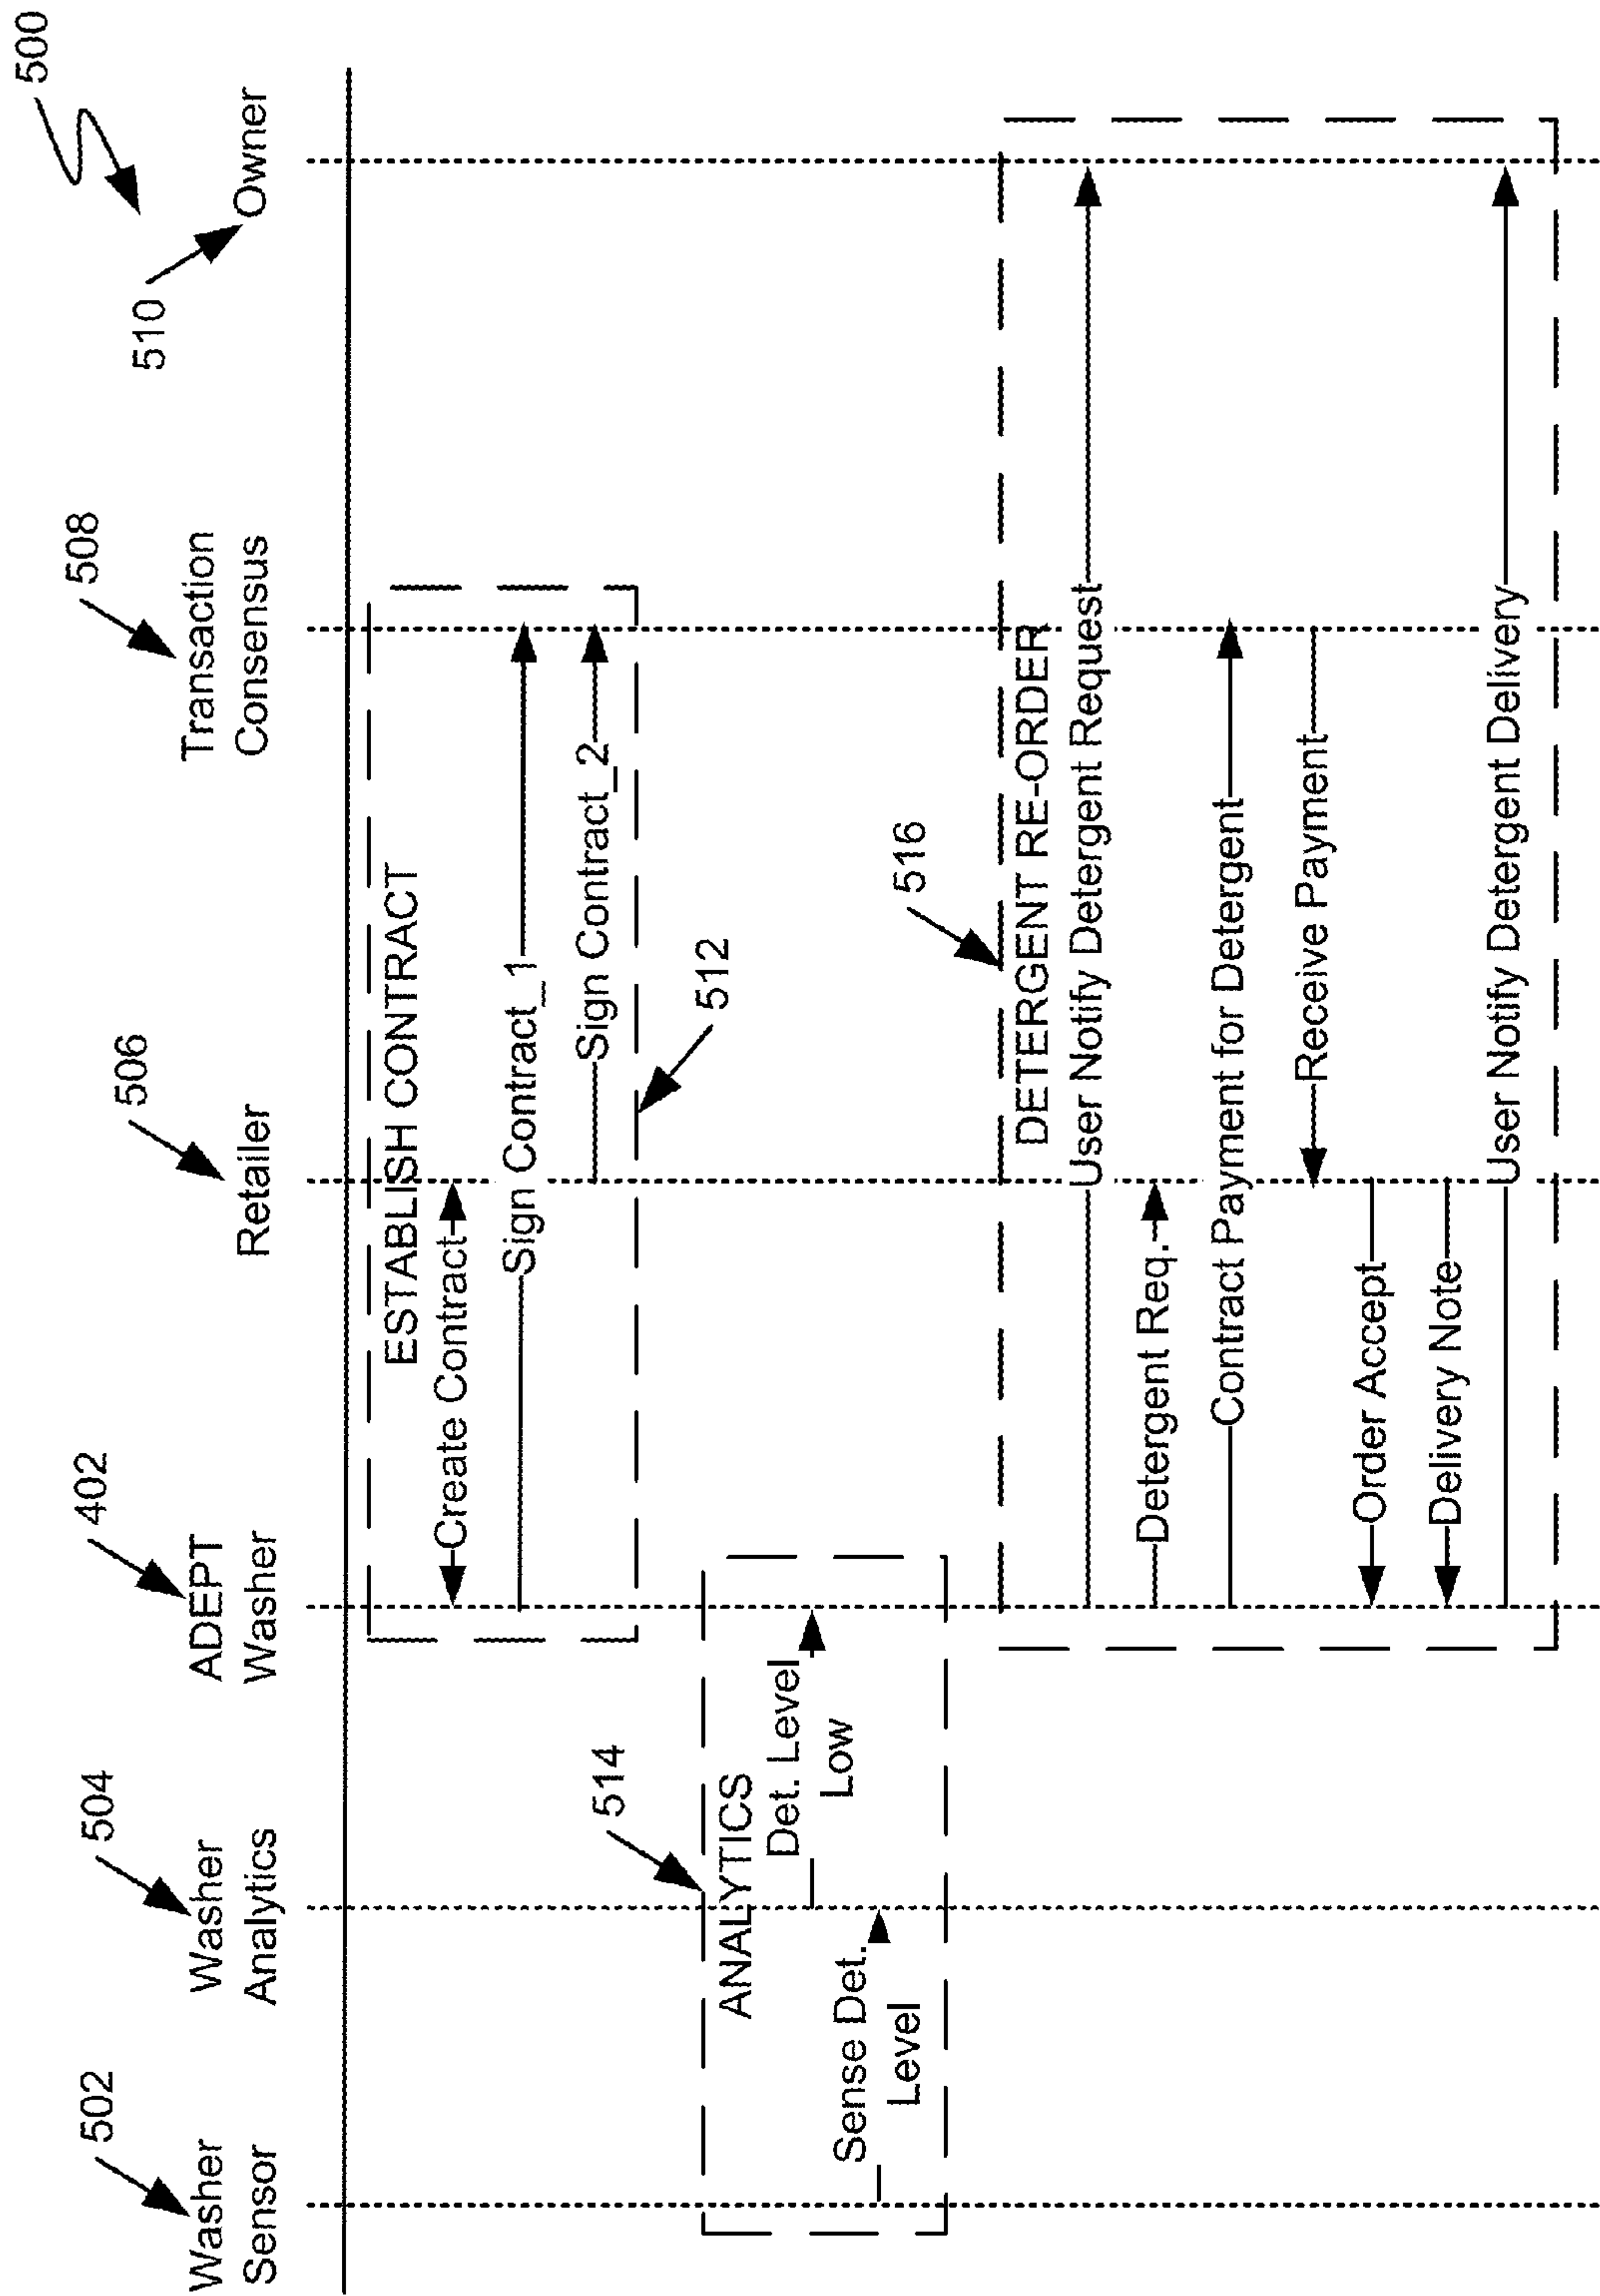 500
502
504
402
506
508
510
Washer
Sensor
Washer
Analytics
ADEPT
Washer
Retailer
Transaction
Consensus
Owner
ESTABLISH CONTRACT
Create Contract
Sign Contract_1
Sign Contract_2
512
514
ANALYTICS
Det. Level
Low
Sense Det.
Level
516
DETERGENT RE-ORDER
User Notify Detergent Request
Detergent Req.
Contract Payment for Detergent
Receive Payment
Order Accept
Delivery Note
User Notify Detergent Delivery